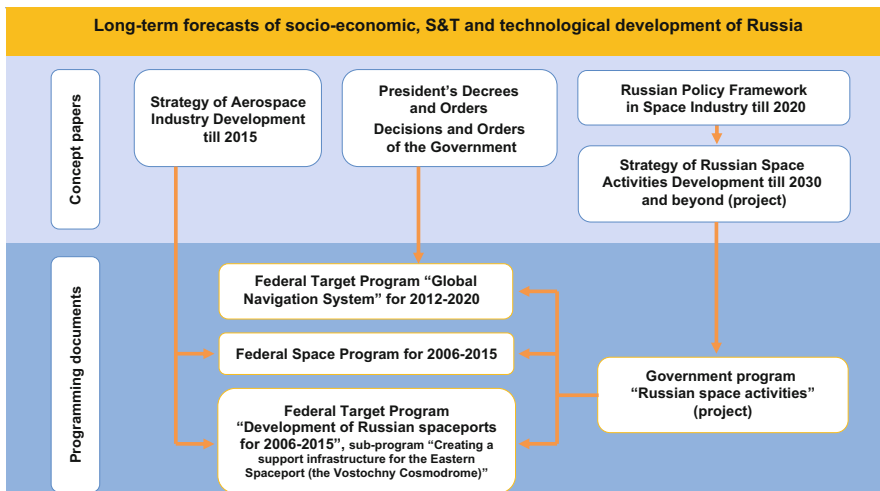 Long-term forecasts of socio-economic, S&T and technological development of Russia
Concept papers
Strategy of Aerospace
Industry Development
till 2015
President's Decrees
and Orders
Decisions and Orders
of the Government
Russian Policy Framework
in Space Industry till 2020
Strategy of Russian Space
Activities Development till 2030
and beyond (project)
Programming documents
Federal Target Program “Global
Navigation System” for 2012-2020
Federal Space Program for 2006-2015
Federal Target Program
“Development of Russian spaceports
for 2006-2015”, sub-program “Creating a
support infrastructure for the Eastern
Spaceport (the Vostochny Cosmodrome)”
Government program
“Russian space activities”
(project)